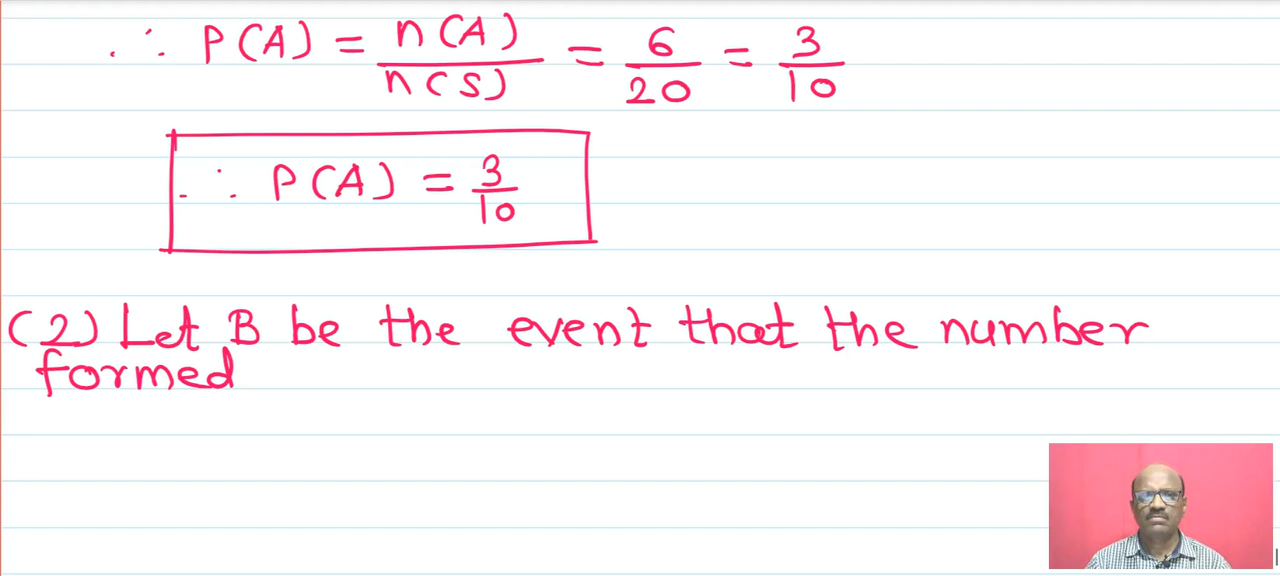 ∴ P(A) = n(A)/n(S) = 6/20 = 3/10
∴ P(A) = 3/10
(2) Let B be the event that the number
formed